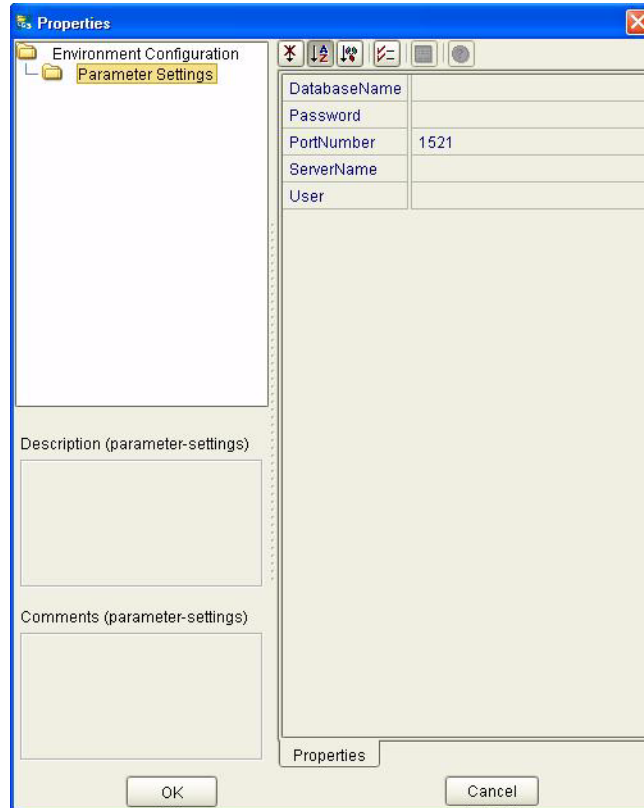 Properties
Environment Configuration
Parameter Settings
DatabaseName
Password
PortNumber 1521
ServerName
User
Description (parameter-settings)
Comments (parameter-settings)
Properties
OK Cancel